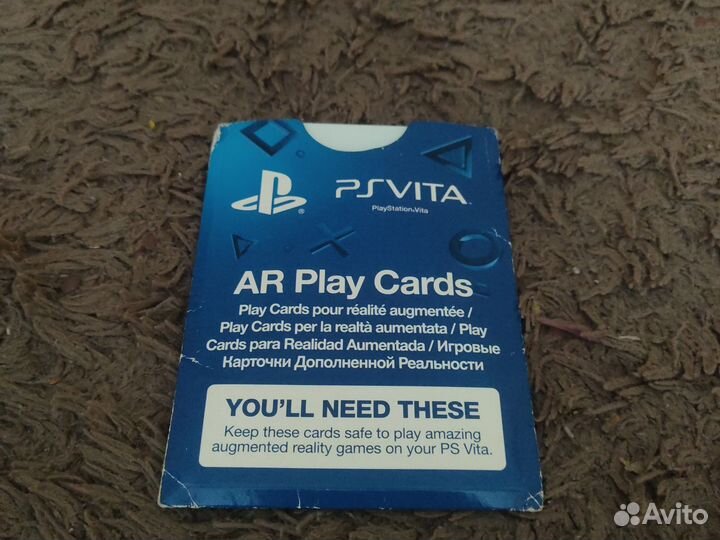 PSVITA
PlayStation.Vita
AR Play Cards
Play Cards pour réalité augmentée /
Play Cards per la realtà aumentata / Play
Cards para Realidad Aumentada / Игровые
Карточки Дополненной Реальности
YOU'LL NEED THESE
Keep these cards safe to play amazing
augmented reality games on your PS Vita.
Avito